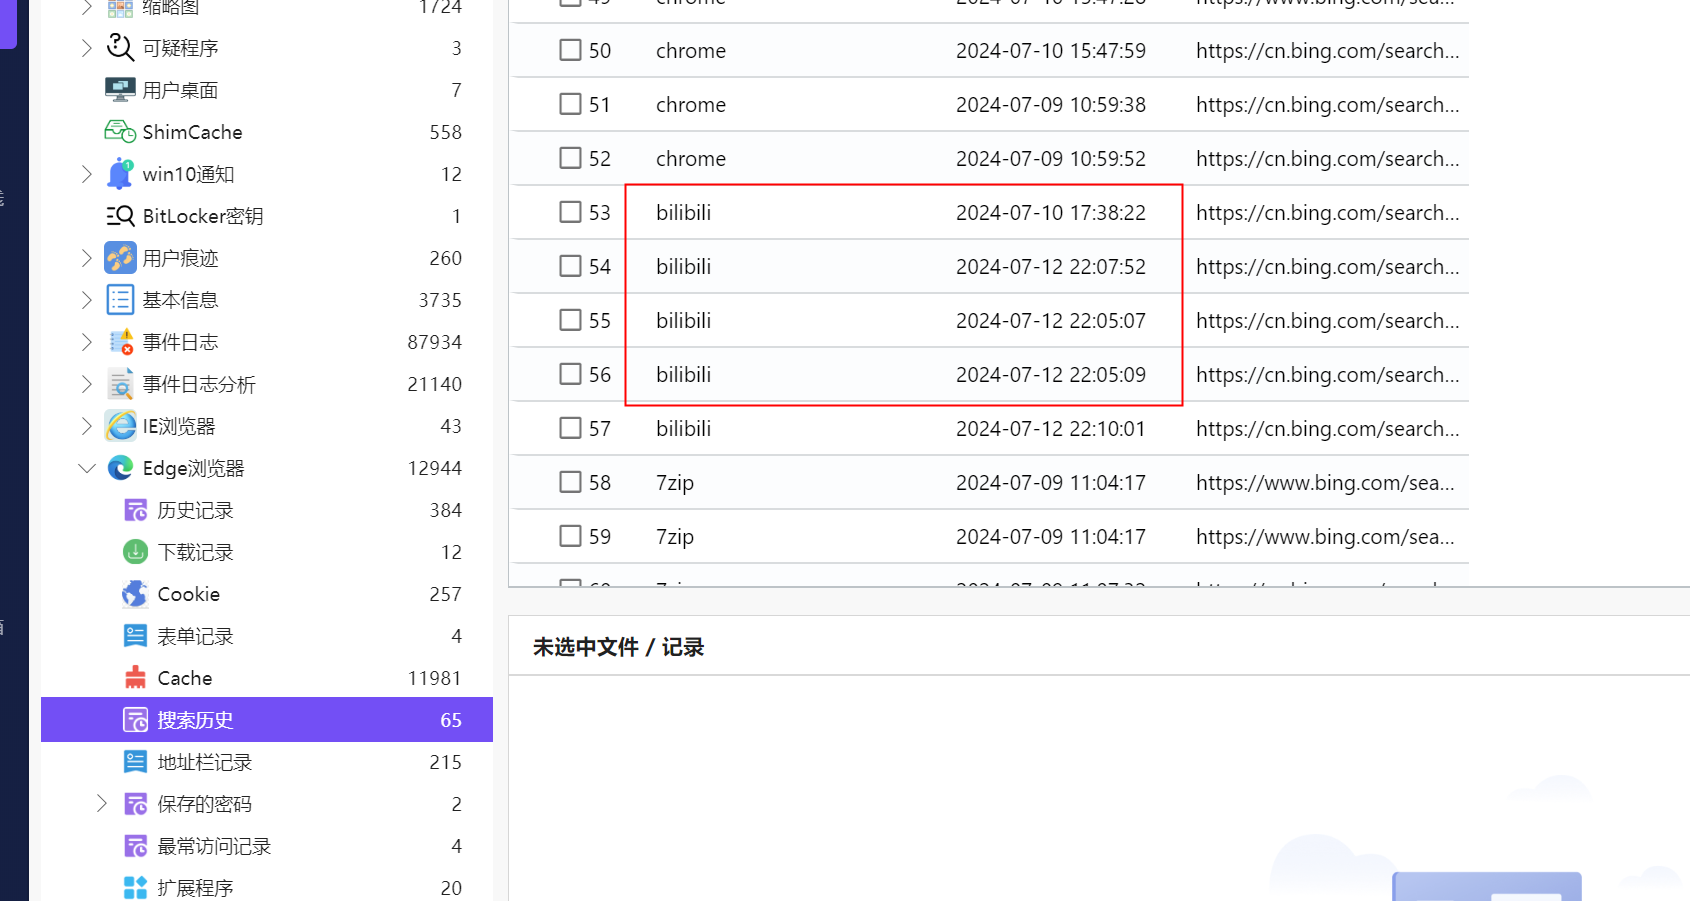 缩略图 1724
可疑程序 3
用户桌面 7
ShimCache 558
win10通知 12
BitLocker密钥 1
用户痕迹 260
基本信息 3735
事件日志 87934
事件日志分析 21140
IE浏览器 43
Edge浏览器 12944
历史记录 384
下载记录 12
Cookie 257
表单记录 4
Cache 11981
搜索历史 65
地址栏记录 215
保存的密码 2
最常访问记录 4
扩展程序 20
49 chrome 2024-07-10 15:47:28 https://www.bing.com/sea...
50 chrome 2024-07-10 15:47:59 https://cn.bing.com/search...
51 chrome 2024-07-09 10:59:38 https://cn.bing.com/search...
52 chrome 2024-07-09 10:59:52 https://cn.bing.com/search...
53 bilibili 2024-07-10 17:38:22 https://cn.bing.com/search...
54 bilibili 2024-07-12 22:07:52 https://cn.bing.com/search...
55 bilibili 2024-07-12 22:05:07 https://cn.bing.com/search...
56 bilibili 2024-07-12 22:05:09 https://cn.bing.com/search...
57 bilibili 2024-07-12 22:10:01 https://cn.bing.com/search...
58 7zip 2024-07-09 11:04:17 https://www.bing.com/sea...
59 7zip 2024-07-09 11:04:17 https://www.bing.com/sea...
未选中文件 / 记录